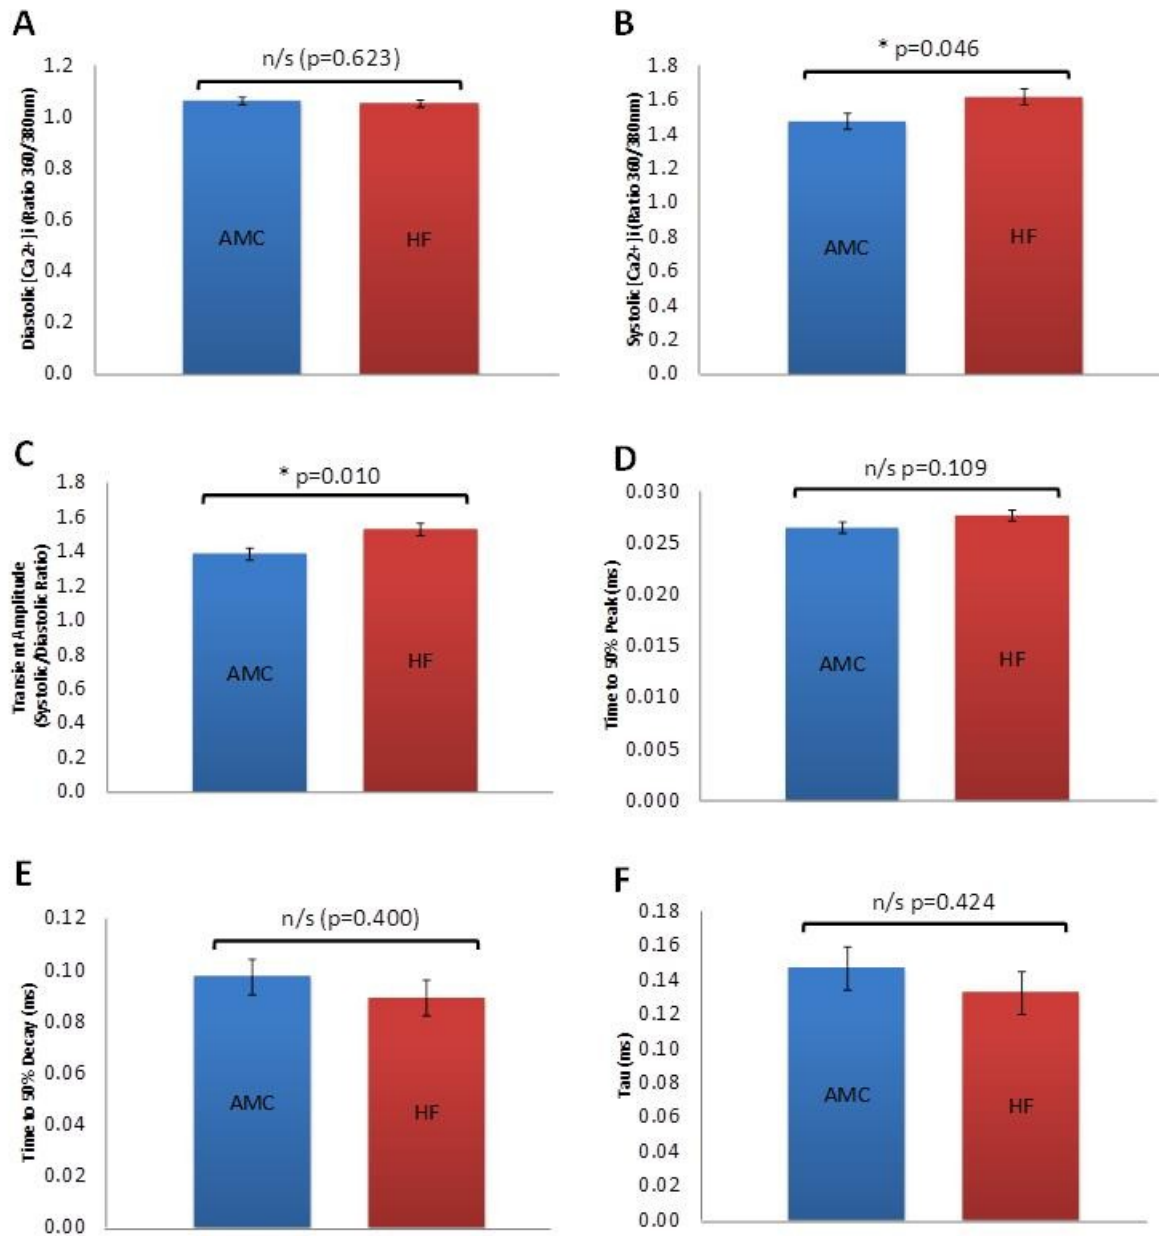 A
n/s (p=0.623)
Diastolic [Ca2+]i (Ratio 360/380nm)
1.2
1.0
0.8
0.6
0.4
0.2
0.0
AMC
HF
B
* p=0.046
Systolic [Ca2+]i (Ratio 360/380nm)
1.8
1.6
1.4
1.2
1.0
0.8
0.6
0.4
0.2
0.0
AMC
HF
C
* p=0.010
Transient Amplitude
(Systolic/Diastolic Ratio)
1.8
1.6
1.4
1.2
1.0
0.8
0.6
0.4
0.2
0.0
AMC
HF
D
n/s p=0.109
Time to 50% Peak (ms)
0.030
0.025
0.020
0.015
0.010
0.005
0.000
AMC
HF
E
n/s (p=0.400)
Time to 50% Decay (ms)
0.12
0.10
0.08
0.06
0.04
0.02
0.00
AMC
HF
F
n/s p=0.424
Tau (ms)
0.18
0.16
0.14
0.12
0.10
0.08
0.06
0.04
0.02
0.00
AMC
HF